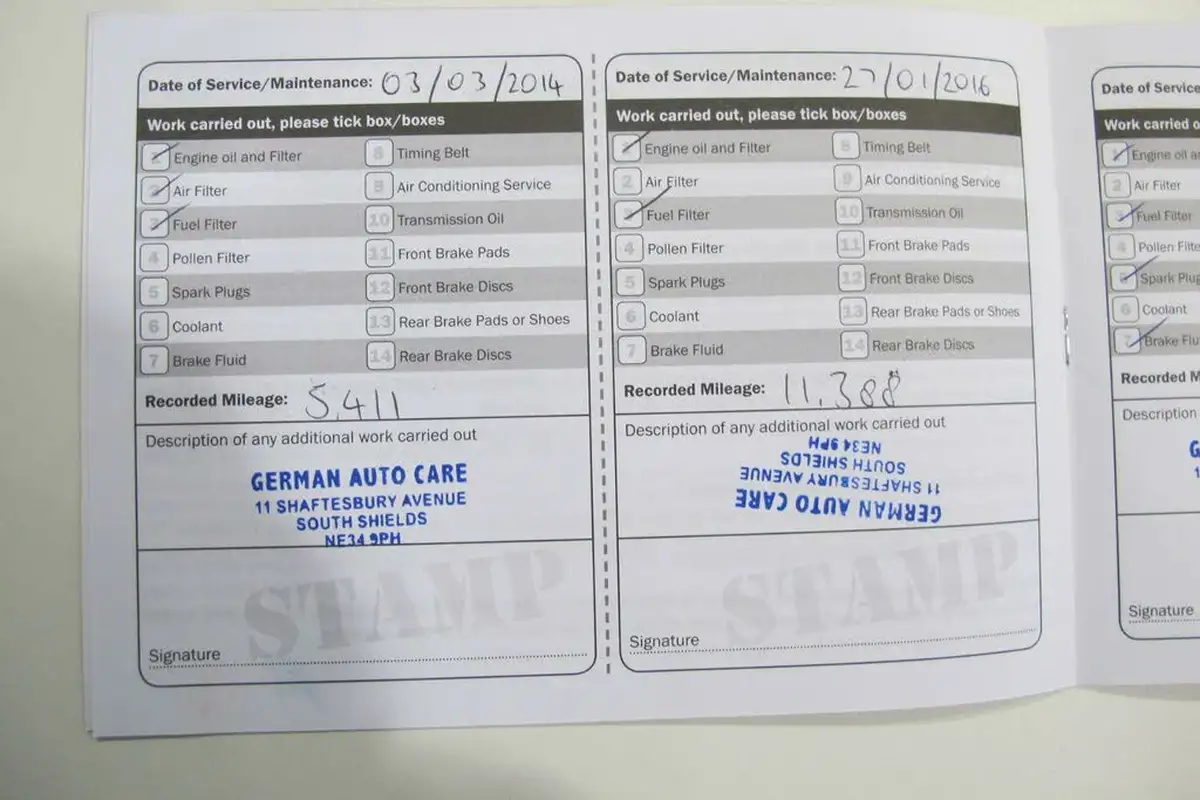 Date of Service/Maintenance: 03/03/2014
Work carried out, please tick box/boxes
Engine oil and Filter
8 Timing Belt
Air Filter
9 Air Conditioning Service
Fuel Filter
10 Transmission Oil
4 Pollen Filter
11 Front Brake Pads
5 Spark Plugs
12 Front Brake Discs
6 Coolant
13 Rear Brake Pads or Shoes
7 Brake Fluid
14 Rear Brake Discs
Recorded Mileage: 5,411
Description of any additional work carried out
GERMAN AUTO CARE
11 SHAFTESBURY AVENUE
SOUTH SHIELDS
NE34 9PH
STAMP
Signature
Date of Service/Maintenance: 27/01/2016
Work carried out, please tick box/boxes
Engine oil and Filter
8 Timing Belt
2 Air Filter
9 Air Conditioning Service
Fuel Filter
10 Transmission Oil
4 Pollen Filter
11 Front Brake Pads
5 Spark Plugs
12 Front Brake Discs
6 Coolant
13 Rear Brake Pads or Shoes
7 Brake Fluid
14 Rear Brake Discs
Recorded Mileage: 11,388
Description of any additional work carried out
GERMAN AUTO CARE
11 SHAFTESBURY AVENUE
SOUTH SHIELDS
NE34 9PH
STAMP
Signature
Date of Service
Work carried
Engine oil
2 Air Filter
3 Fuel Filter
4 Pollen
Spark
6 Coolant
7 Brake
Recorded
Description
Signature